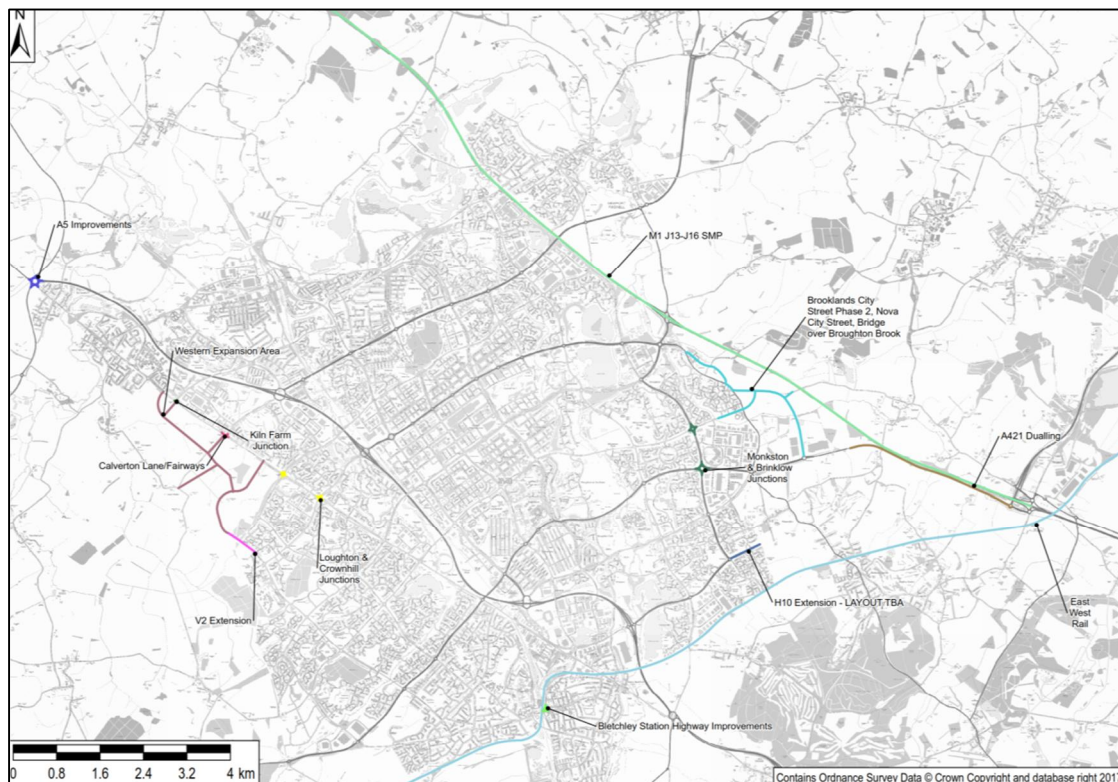 N
A5 Improvements
M1 J13-J16 SMP
Brooklands City
Street Phase 2, Nova
City Street, Bridge
over Broughton Brook
Western Expansion Area
Kiln Farm
Junction
Calverton Lane/Fairways
A421 Dualling
Monkston
& Brinklow
Junctions
Loughton &
Crownhill
Junctions
V2 Extension
H10 Extension - LAYOUT TBA
East
West
Rail
Bletchley Station Highway Improvements
0 0.8 1.6 2.4 3.2 4 km
Contains Ordnance Survey Data © Crown Copyright and database right 201